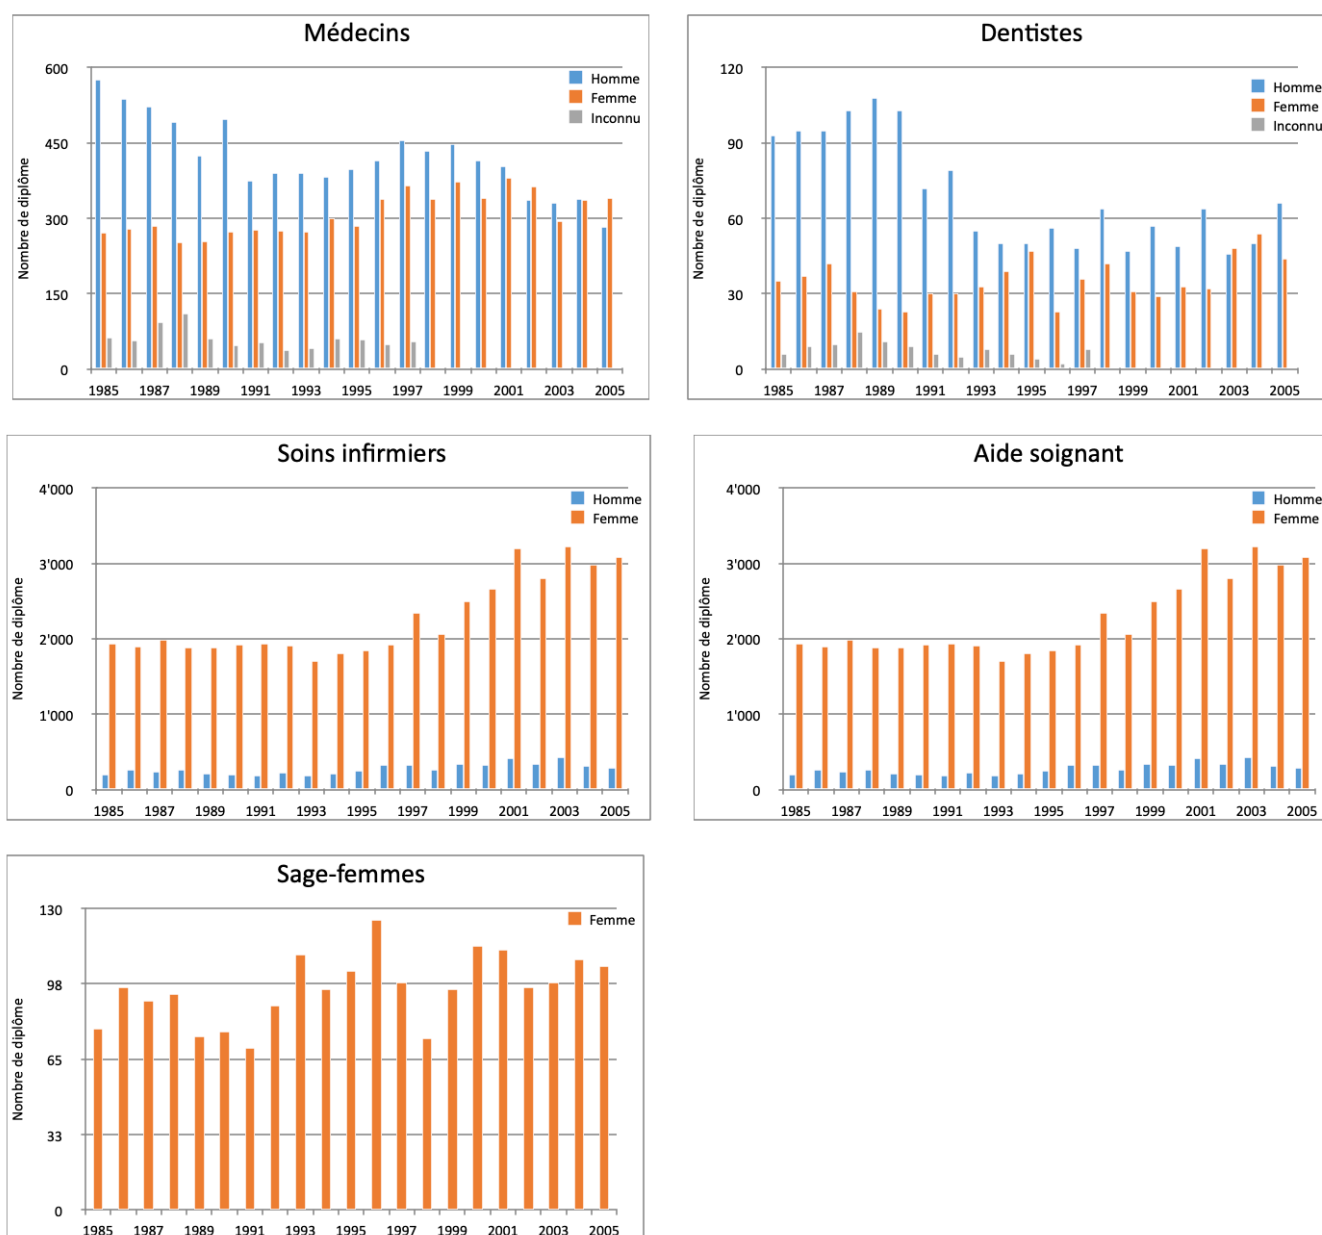 Médecins
600
450
300
150
0
Nombre de diplôme
Homme
Femme
Inconnu
1985 1987 1989 1991 1993 1995 1997 1999 2001 2003 2005
Dentistes
120
90
60
30
0
Nombre de diplôme
Homme
Femme
Inconnu
1985 1987 1989 1991 1993 1995 1997 1999 2001 2003 2005
Soins infirmiers
4'000
3'000
2'000
1'000
0
Nombre de diplôme
Homme
Femme
1985 1987 1989 1991 1993 1995 1997 1999 2001 2003 2005
Aide soignant
4'000
3'000
2'000
1'000
0
Nombre de diplôme
Homme
Femme
1985 1987 1989 1991 1993 1995 1997 1999 2001 2003 2005
Sage-femmes
130
98
65
33
0
Nombre de diplôme
Femme
1985 1987 1989 1991 1993 1995 1997 1999 2001 2003 2005